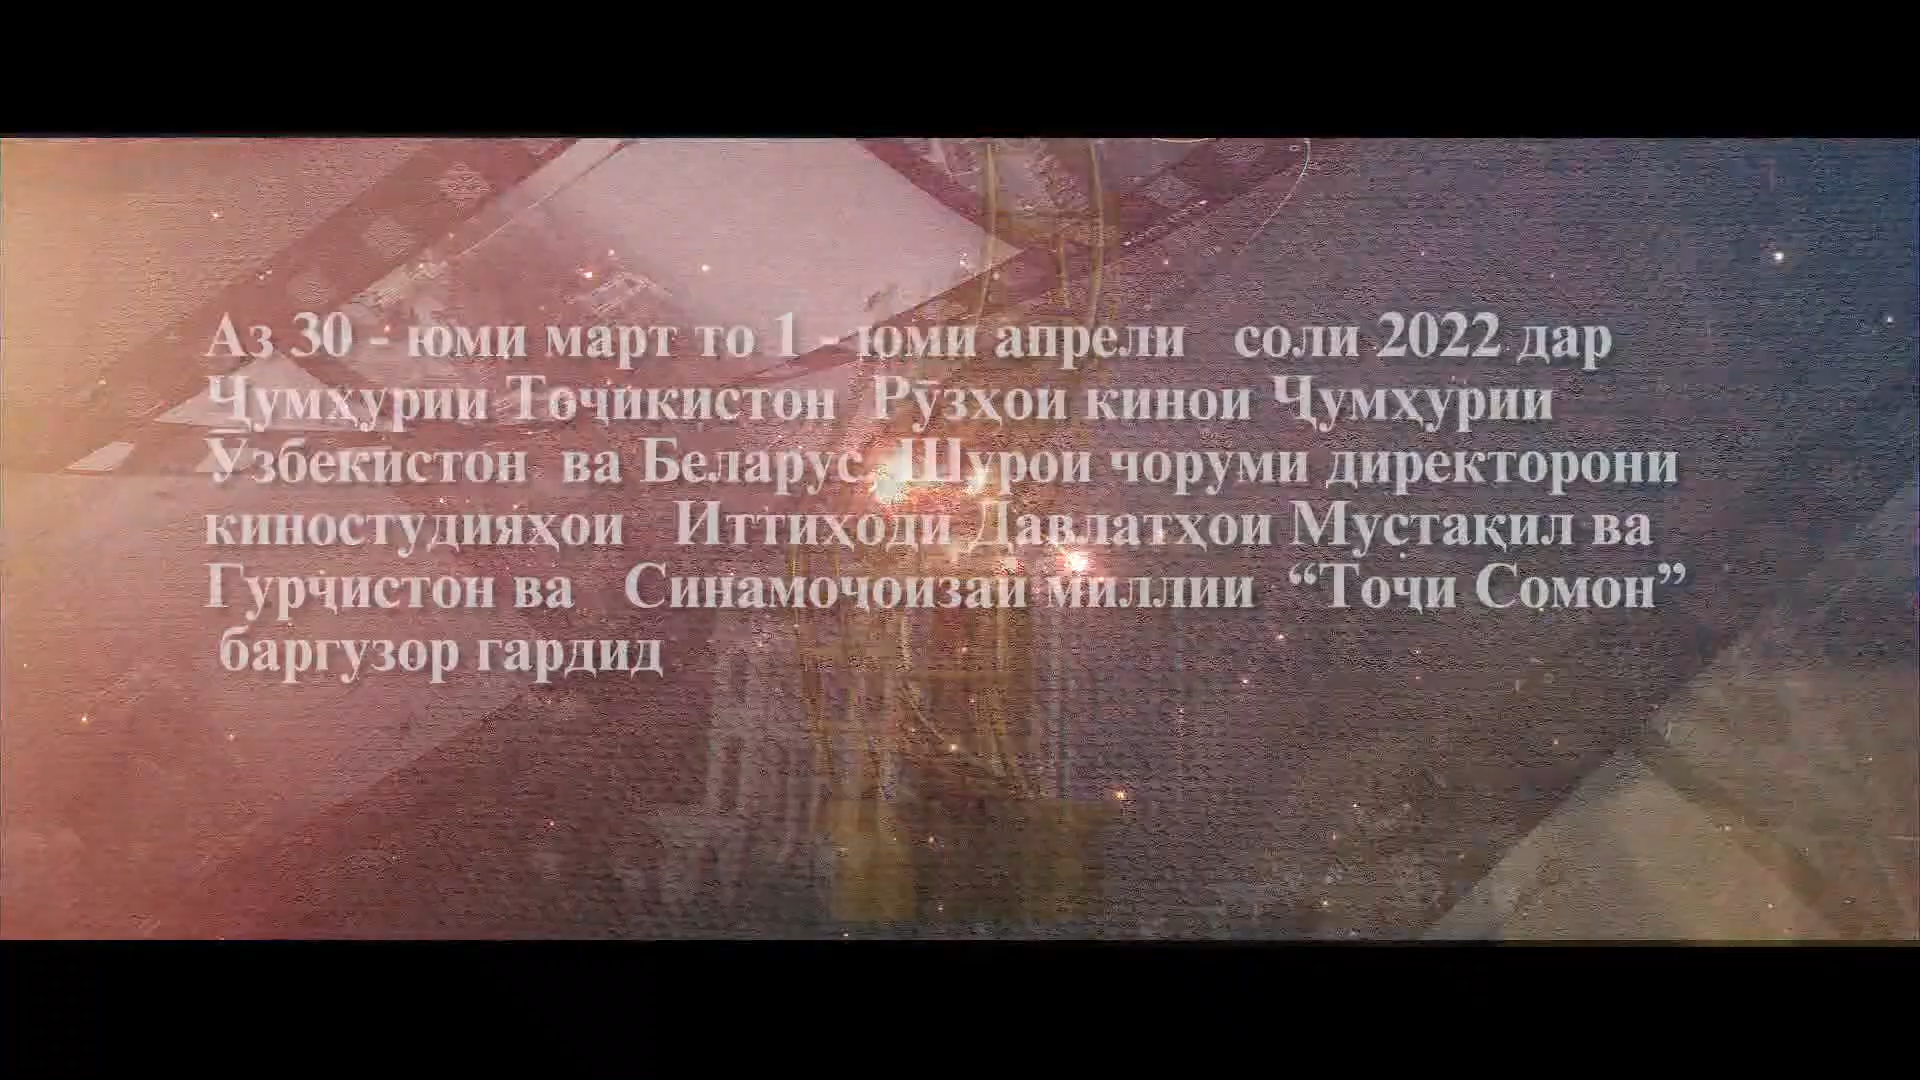 Аз 30 - юми март то 1 - юми апрели соли 2022 дар
Ҷумҳурии Тоҷикистон Рӯзҳои кинои Ҷумҳурии
Ӯзбекистон ва Беларус, Шурои чоруми директорони
киностудияҳои Иттиҳоди Давлатҳои Мустақил ва
Гурҷистон ва Синамоҷоизаи миллии “Тоҷи Сомон”
баргузор гардид